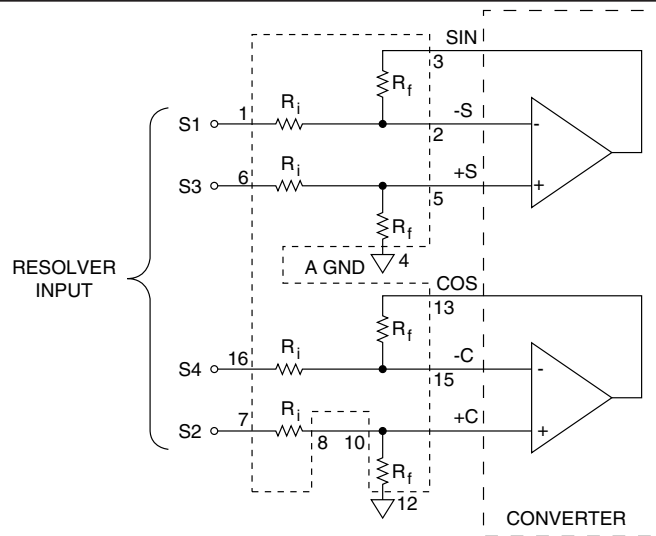 SIN
3
Rf
Ri
S1
1
-S
2
-
S3
6
Ri
+S
5
+
Rf
A GND
4
RESOLVER
INPUT
COS
13
Rf
Ri
S4
16
-C
15
-
S2
7
Ri
8
10
+C
+
Rf
12
CONVERTER